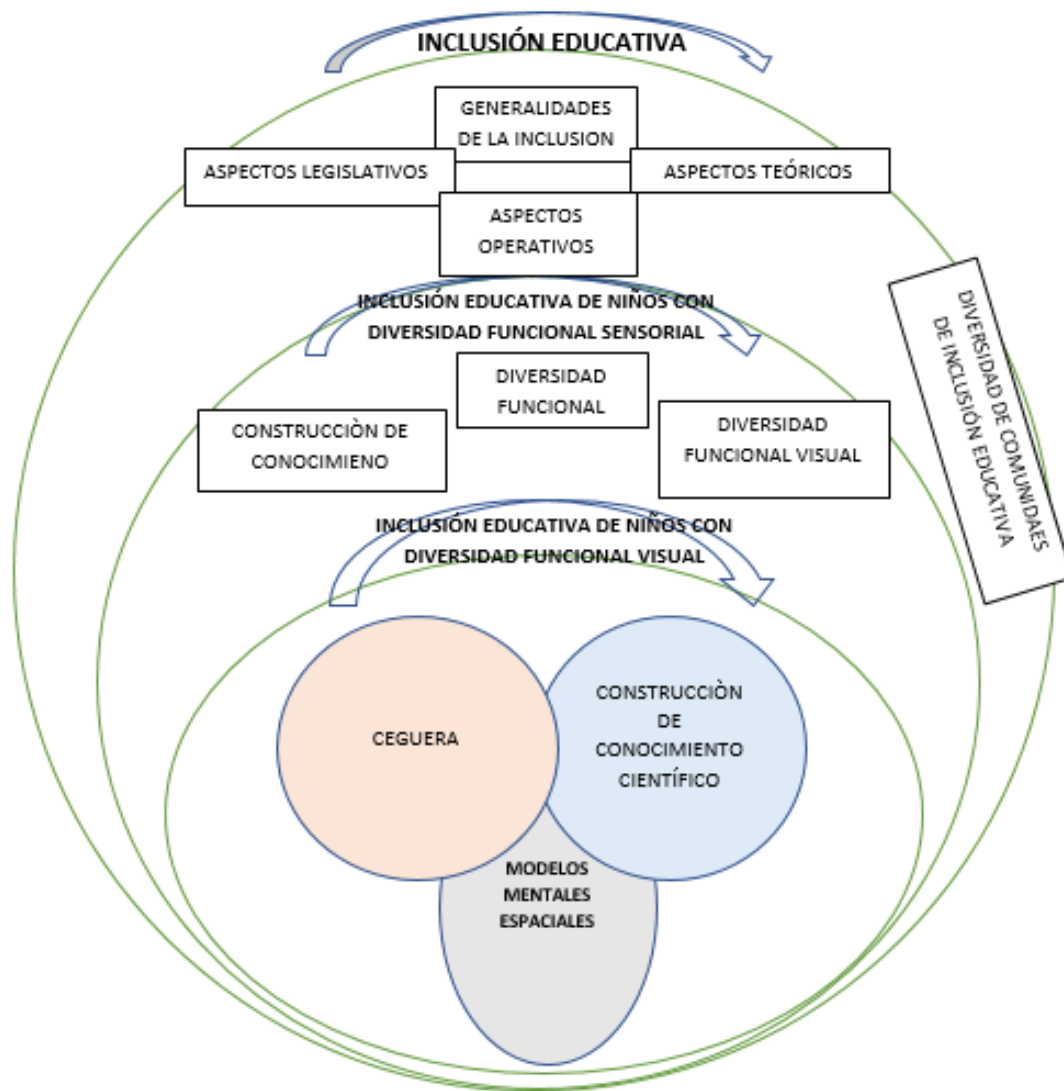 INCLUSIÓN EDUCATIVA
GENERALIDADES
DE LA INCLUSION
ASPECTOS LEGISLATIVOS
ASPECTOS TEÓRICOS
ASPECTOS
OPERATIVOS
DIVERSIDAD DE COMUNIDAES
DE INCLUSIÓN EDUCATIVA
INCLUSIÓN EDUCATIVA DE NIÑOS CON
DIVERSIDAD FUNCIONAL SENSORIAL
DIVERSIDAD
FUNCIONAL
CONSTRUCCIÒN DE
CONOCIMIENO
DIVERSIDAD
FUNCIONAL VISUAL
INCLUSIÓN EDUCATIVA DE NIÑOS CON
DIVERSIDAD FUNCIONAL VISUAL
CEGUERA
CONSTRUCCIÒN
DE
CONOCIMIENTO
CIENTÍFICO
MODELOS
MENTALES
ESPACIALES